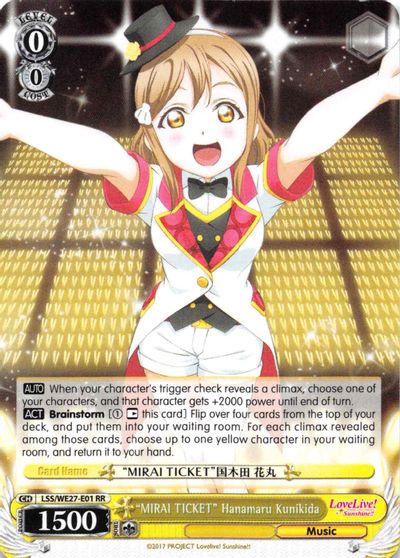 LEVEL
0
0
COST
AUTO When your character's trigger check reveals a climax, choose one of
your characters, and that character gets +2000 power until end of turn.
ACT Brainstorm [① this card] Flip over four cards from the top of your
deck, and put them into your waiting room. For each climax revealed
among those cards, choose up to one yellow character in your waiting
room, and return it to your hand.
Card Name
"MIRAI TICKET"国木田 花丸
CH LSS/WE27-E01 RR
"MIRAI TICKET" Hanamaru Kunikida
LoveLive!
Sunshine!!
1500
Music
©2017 PROJECT Lovelive! Sunshine!!